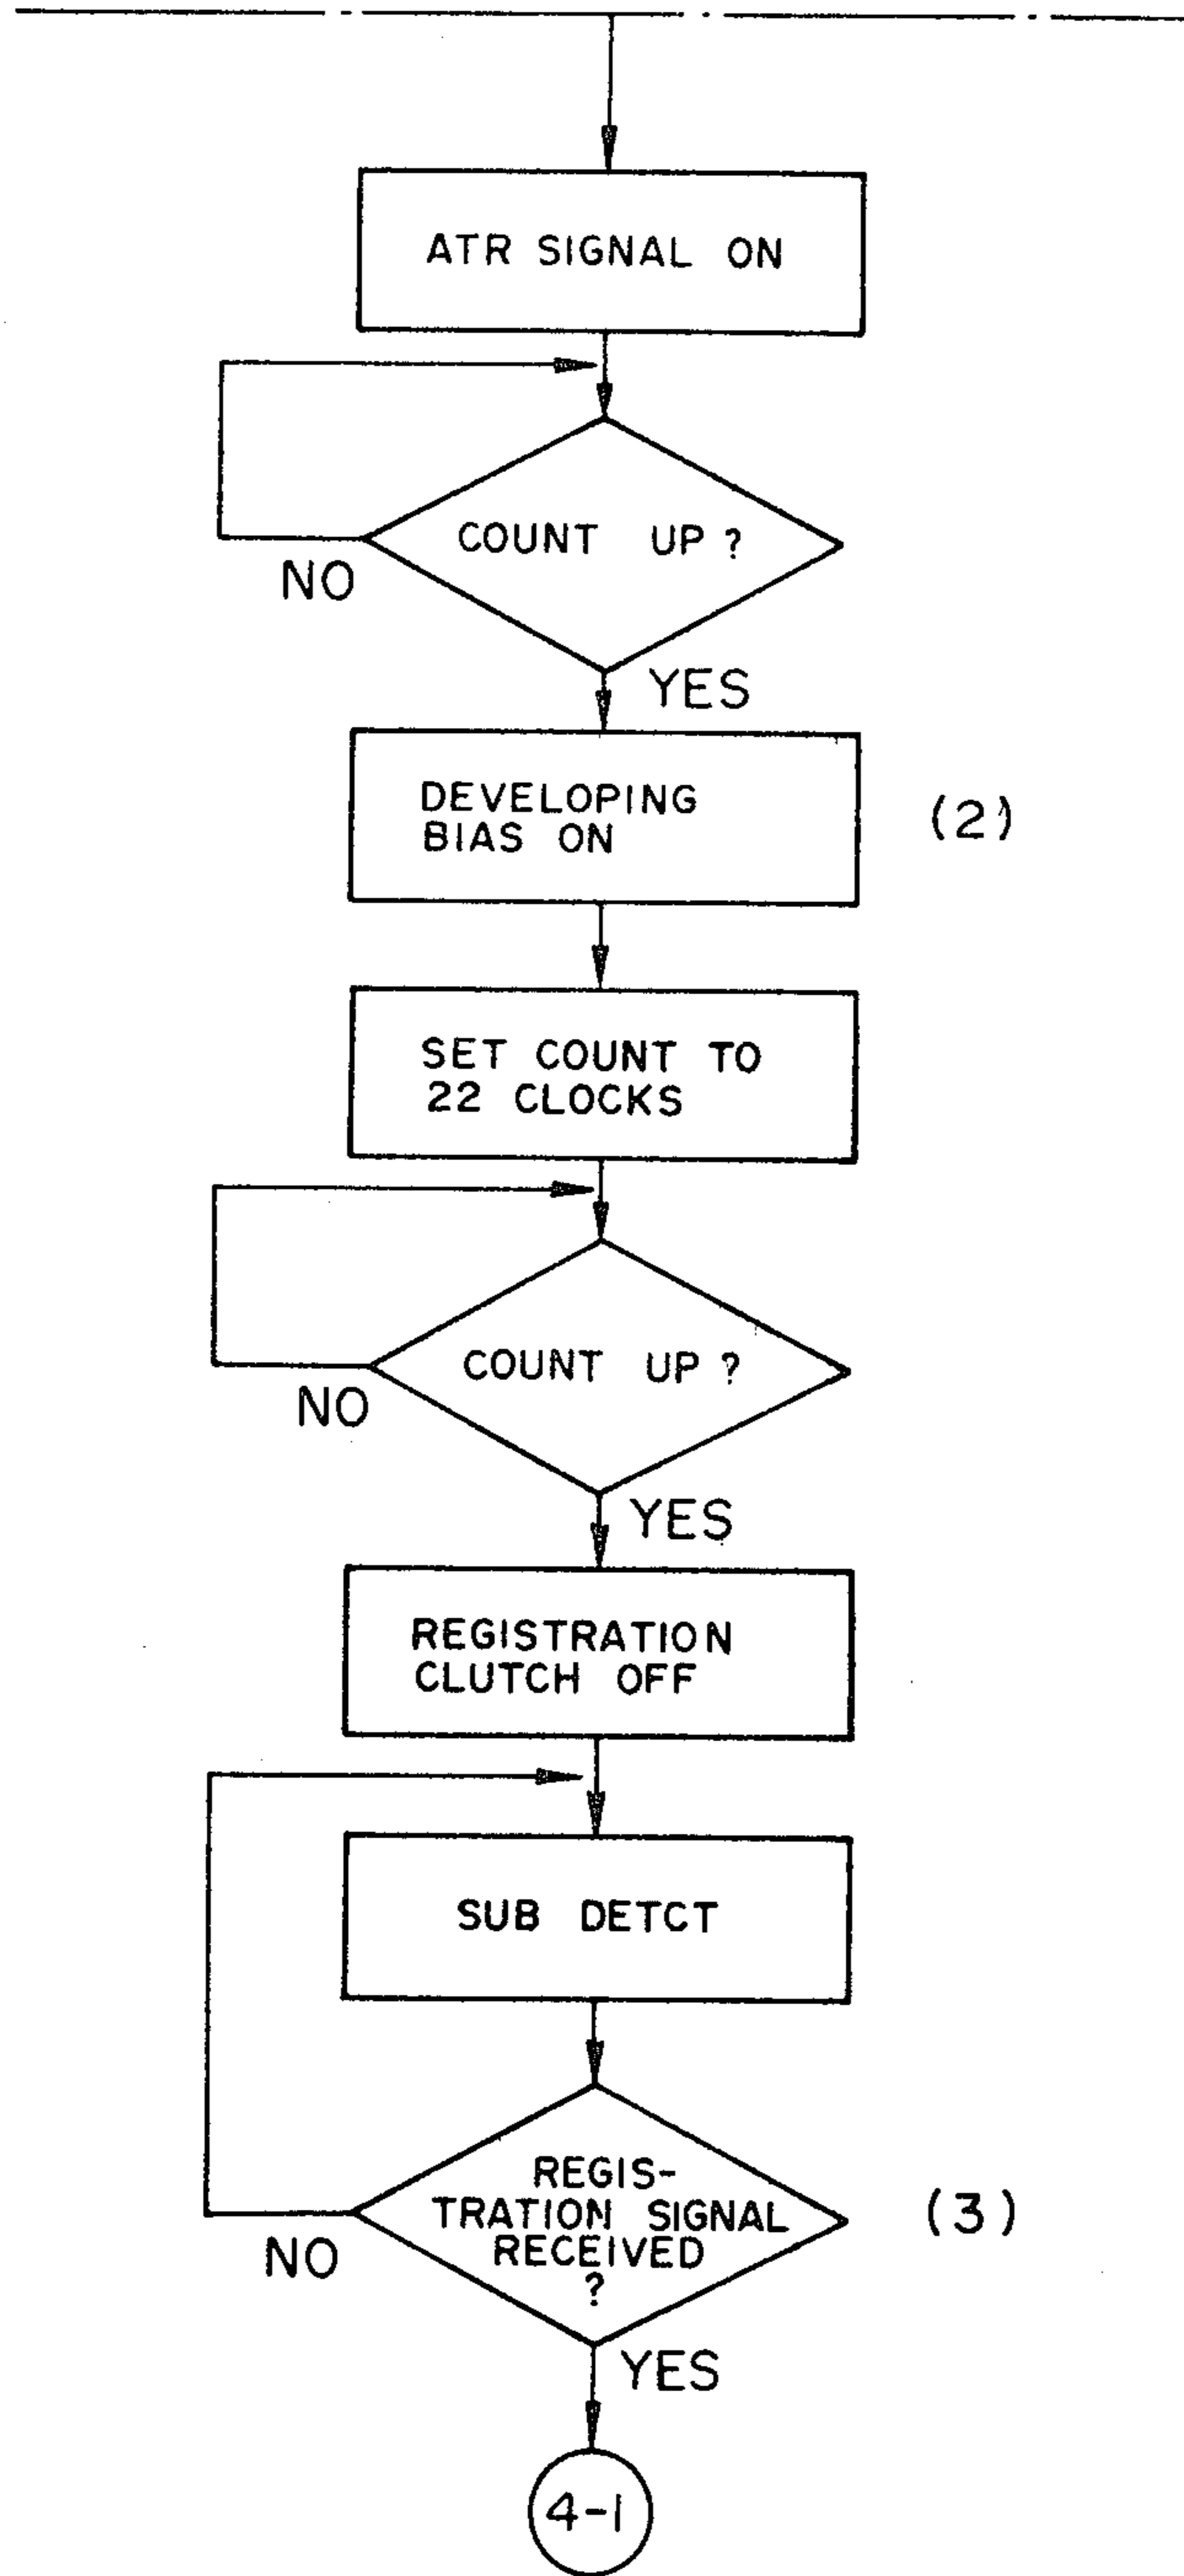 ATR SIGNAL ON
COUNT UP ?
NO
YES
DEVELOPING
BIAS ON
(2)
SET COUNT TO
22 CLOCKS
COUNT UP ?
NO
YES
REGISTRATION
CLUTCH OFF
SUB DETCT
REGIS-
TRATION SIGNAL
RECEIVED
?
(3)
NO
YES
4-1